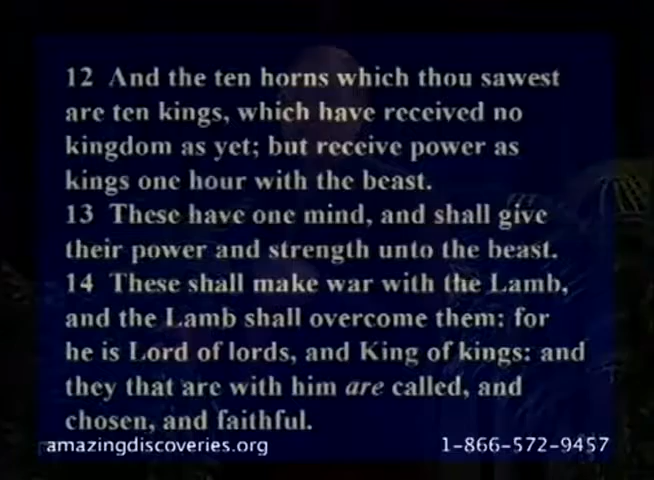 12 And the ten horns which thou sawest
are ten kings, which have received no
kingdom as yet; but receive power as
kings one hour with the beast.
13 These have one mind, and shall give
their power and strength unto the beast.
14 These shall make war with the Lamb,
and the Lamb shall overcome them: for
he is Lord of lords, and King of kings: and
they that are with him are called, and
chosen, and faithful.
amazingdiscoveries.org 1-866-572-9457